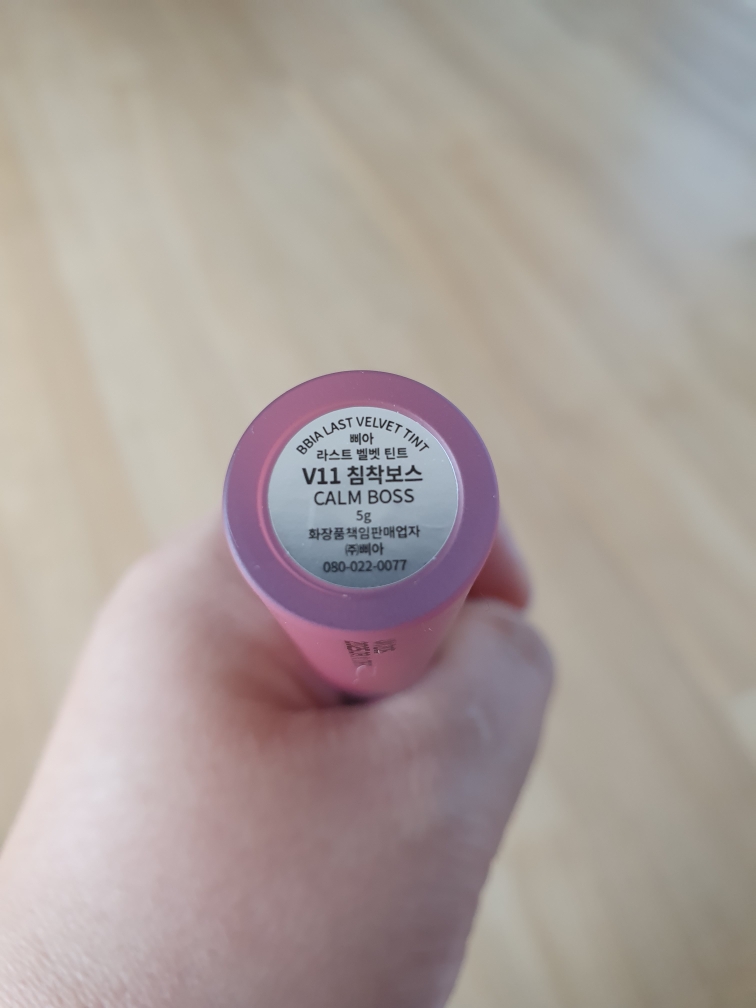 BBIA LAST VELVET TINT
삐아
라스트 벨벳 틴트
V11 침착보스
CALM BOSS
5g
화장품책임판매업자
㈜삐아
080-022-0077